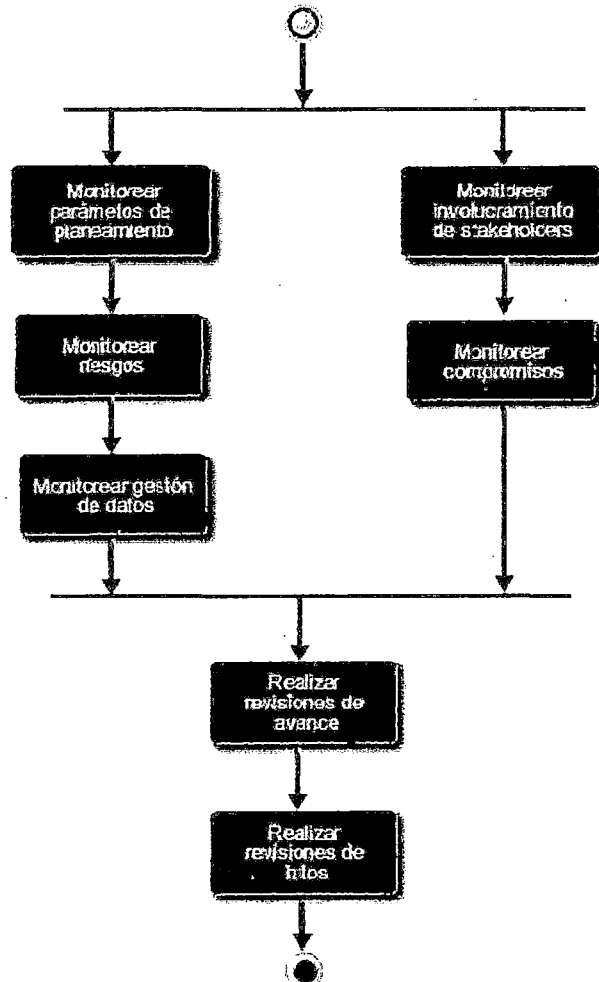 Monitorear
parámetos de
planeamiento
Monitorear
involucramiento
de stakeholders
Monitorear
riesgos
Monitorear
compromisos
Monitorear gestión
de datos
Realizar
revisiones de
avance
Realizar
revisiones de
hitos